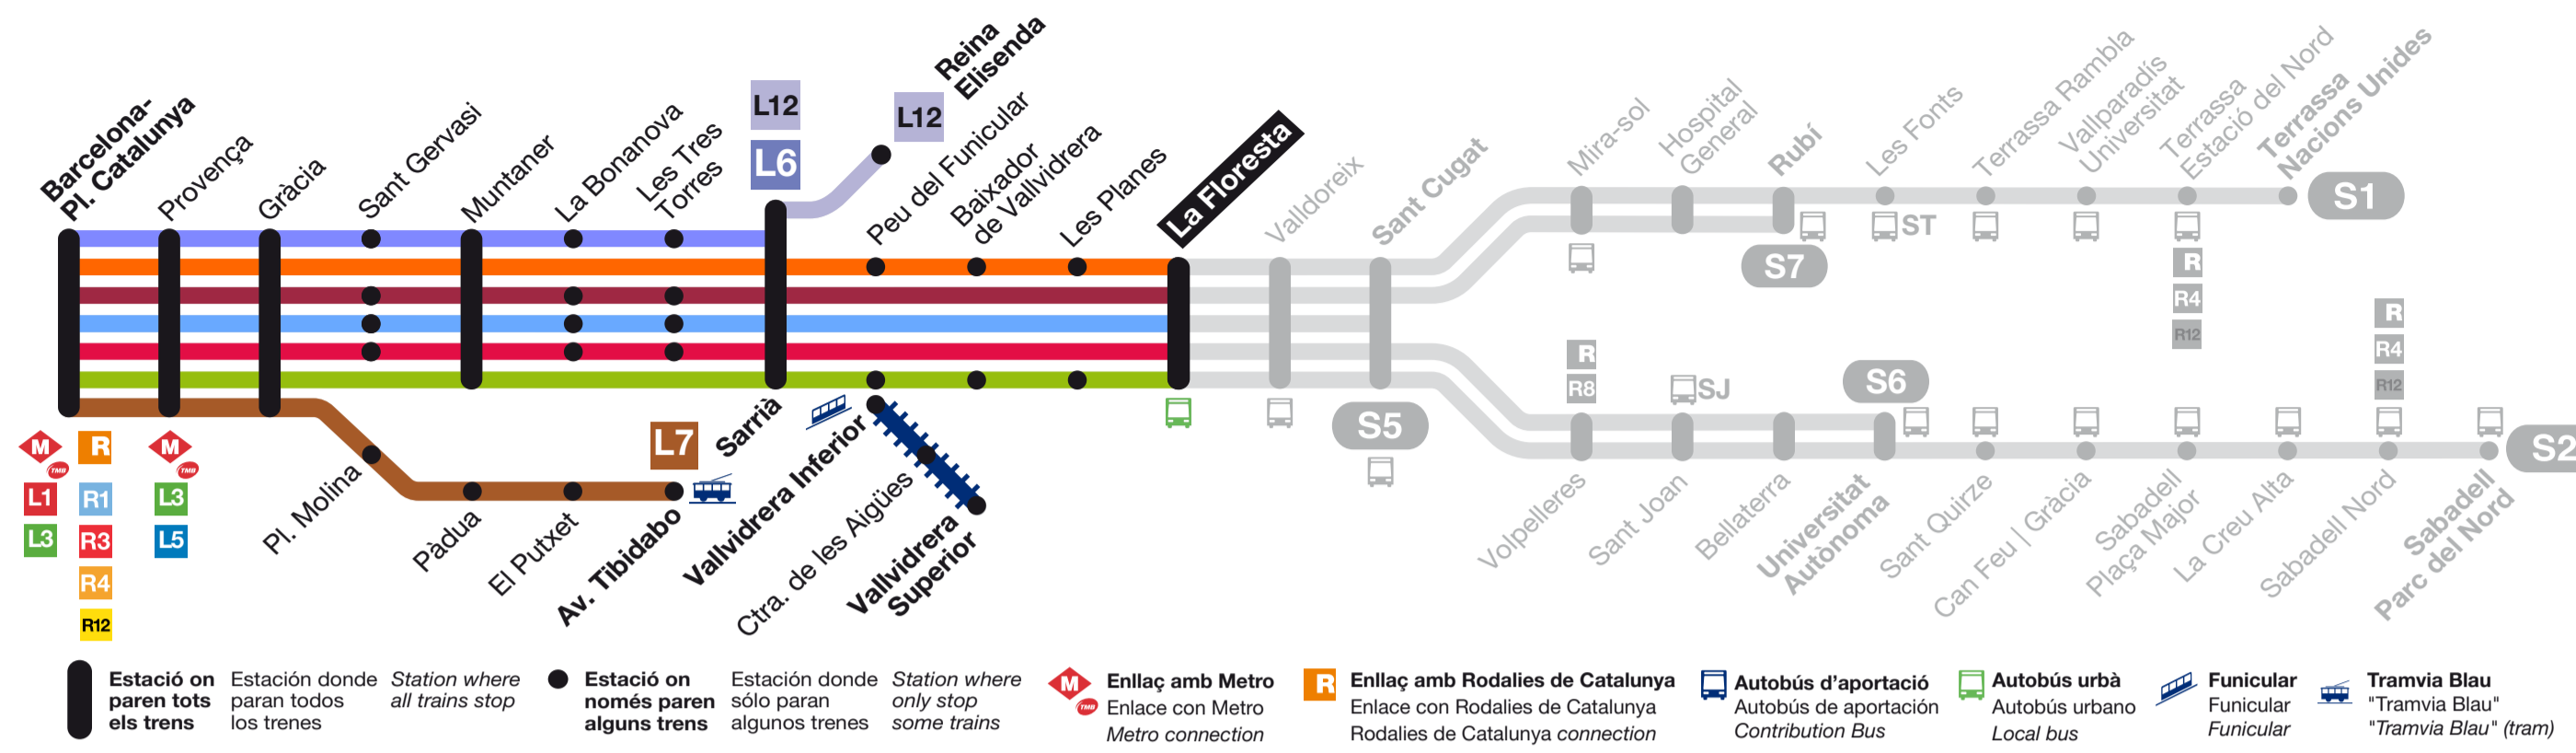 Barcelona-
Pl. Catalunya
Provença
Gràcia
Sant Gervasi
Muntaner
La Bonanova
Les Tres
Torres
L12
L6
Reina
Elisenda
L12
Peu del Funicular
Baixador
de Vallvidrera
Les Planes
La Floresta
Valldoreix
Sant Cugat
Mira-sol
Hospital
General
Rubí
Les Fonts
Terrassa Rambla
Vallparadís
Universitat
Terrassa
Estació del Nord
Terrassa
Nacions Unides
S1
ST
S7
R
R4
R12
R
R8
SJ
S6
R
R4
R12
S5
S2
M
TMB
L1
L3
R
R1
R3
R4
R12
M
TMB
L3
L5
Pl. Molina
Pàdua
El Putxet
Av. Tibidabo
L7
Sarrià
Vallvidrera Inferior
Ctra. de les Aigües
Vallvidrera
Superior
Volpelleres
Sant Joan
Bellaterra
Universitat
Autònoma
Sant Quirze
Can Feu | Gràcia
Sabadell
Plaça Major
La Creu Alta
Sabadell Nord
Sabadell
Parc del Nord
Estació on
paren tots
els trens
Estación donde
paran todos
los trenes
Station where
all trains stop
Estació on
només paren
alguns trens
Estación donde
sólo paran
algunos trenes
Station where
only stop
some trains
M
TMB
Enllaç amb Metro
Enlace con Metro
Metro connection
R
Enllaç amb Rodalies de Catalunya
Enlace con Rodalies de Catalunya
Rodalies de Catalunya connection
Autobús d'aportació
Autobús de aportación
Contribution Bus
Autobús urbà
Autobús urbano
Local bus
Funicular
Funicular
Funicular
Tramvia Blau
"Tramvia Blau"
"Tramvia Blau" (tram)